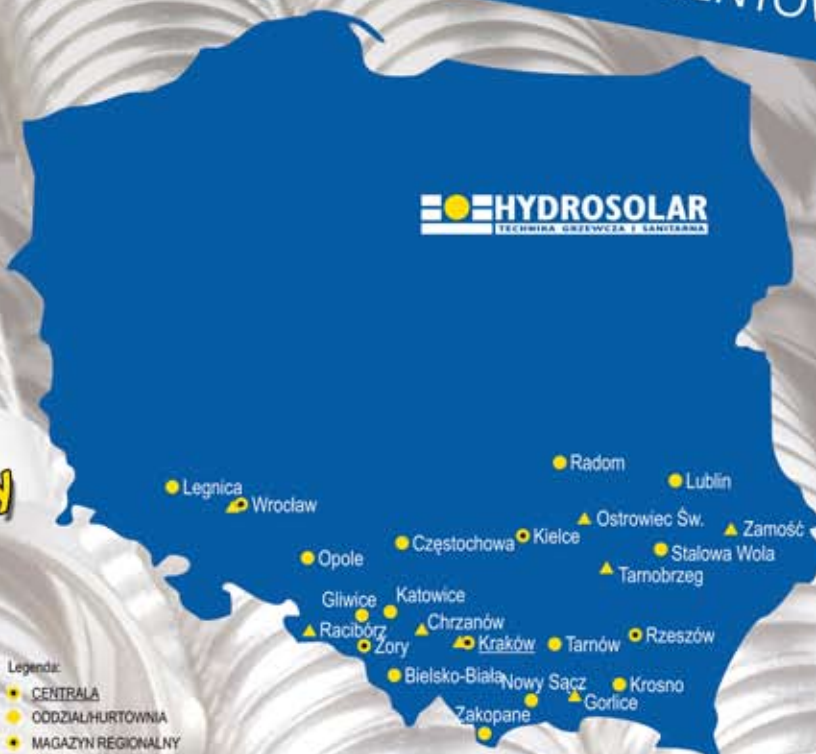 HYDROSOLAR
TECHNIKA GRZEWCZA I SANITARNA
Radom
Legnica
Lublin
Wrocław
Ostrowiec Św.
Zamość
Częstochowa
Kielce
Stalowa Wola
Opole
Tarnobrzeg
Gliwice
Katowice
Racibórz
Chrzanów
Żory
Kraków
Tarnów
Rzeszów
Bielsko-Biała
Nowy Sącz
Krosno
Gorlice
Zakopane
Legenda:
CENTRALA
ODDZIAŁ/HURTOWNIA
MAGAZYN REGIONALNY